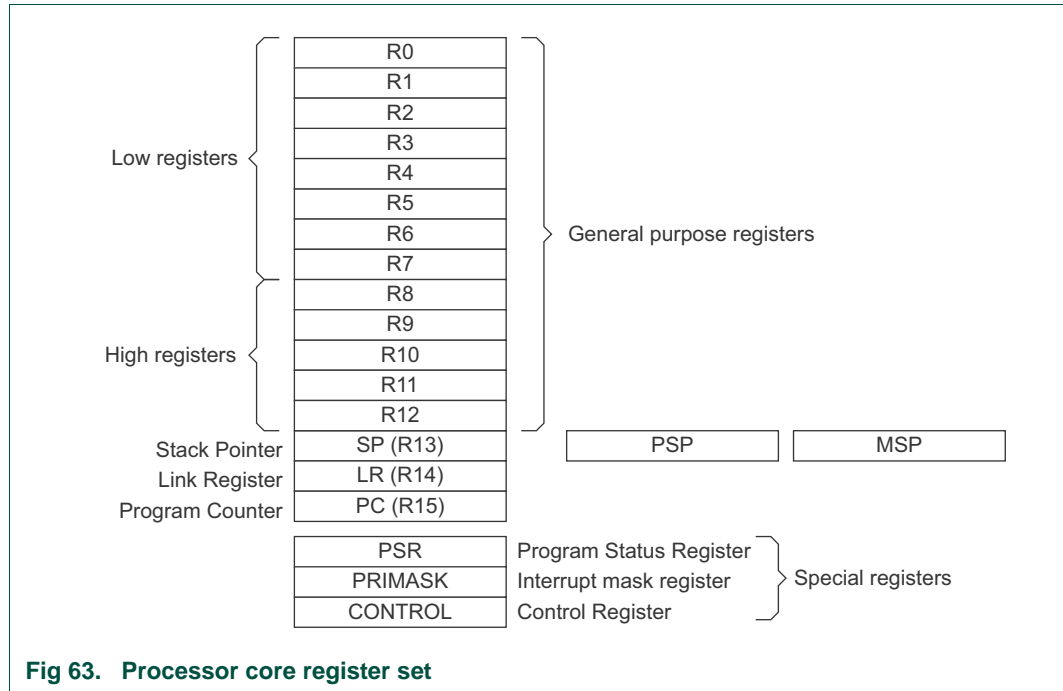 R0
R1
R2
R3
Low registers
R4
R5
R6
General purpose registers
R7
R8
R9
High registers
R10
R11
R12
Stack Pointer SP (R13) PSP MSP
Link Register LR (R14)
Program Counter PC (R15)
PSR Program Status Register
PRIMASK Interrupt mask register Special registers
CONTROL Control Register
Fig 63. Processor core register set